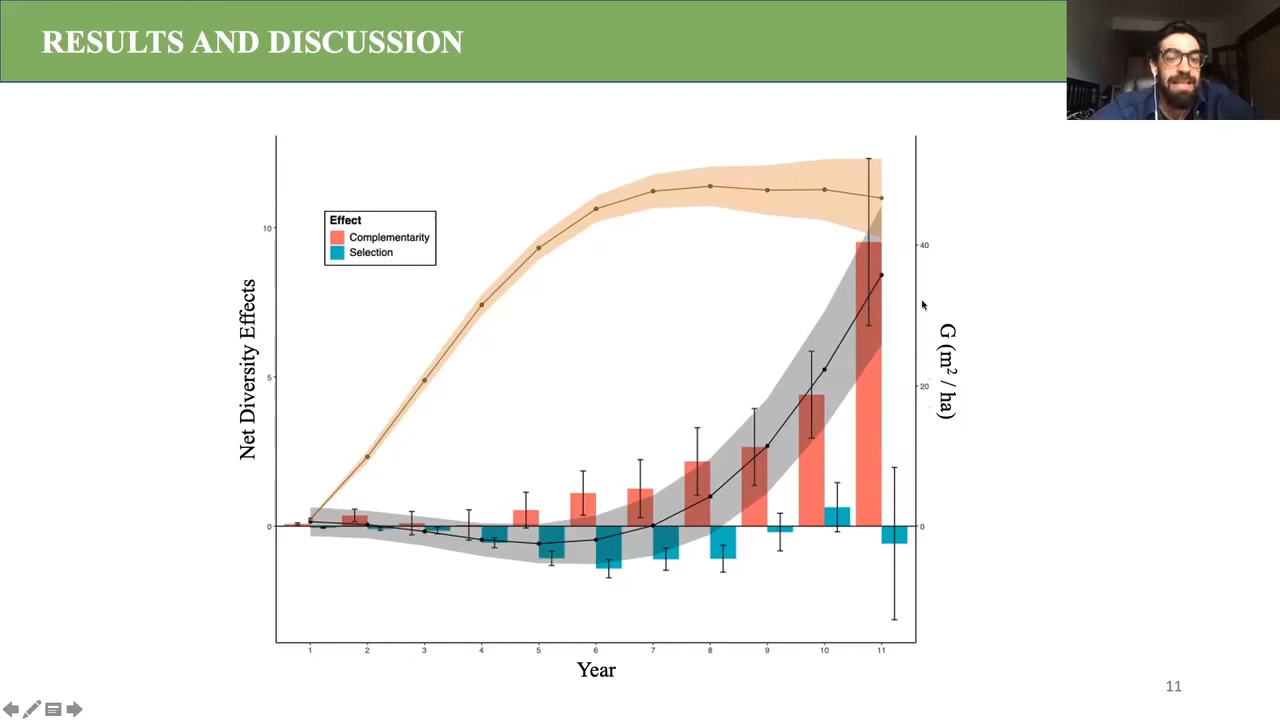 RESULTS AND DISCUSSION
Effect
Complementarity
Selection
10
5
0
Net Diversity Effects
40
20
0
G (m² / ha)
1 2 3 4 5 6 7 8 9 10 11
Year
11